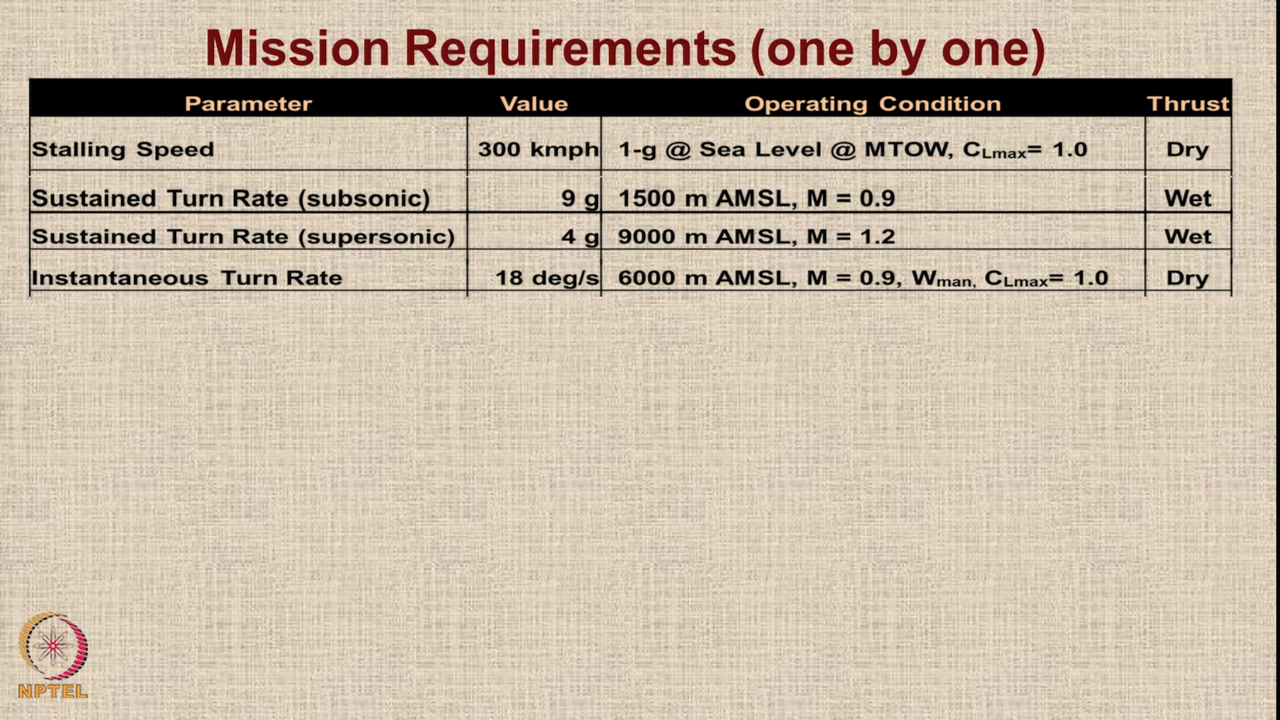 Mission Requirements (one by one)
Parameter Value Operating Condition Thrust
Stalling Speed 300 kmph 1-g @ Sea Level @ MTOW, CLmax= 1.0 Dry
Sustained Turn Rate (subsonic) 9 g 1500 m AMSL, M = 0.9 Wet
Sustained Turn Rate (supersonic) 4 g 9000 m AMSL, M = 1.2 Wet
Instantaneous Turn Rate 18 deg/s 6000 m AMSL, M = 0.9, Wman, CLmax= 1.0 Dry
NPTEL